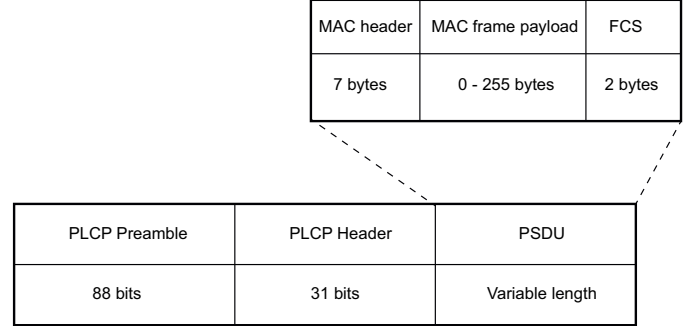 MAC header MAC frame payload FCS
7 bytes 0 - 255 bytes 2 bytes
PLCP Preamble PLCP Header PSDU
88 bits 31 bits Variable length